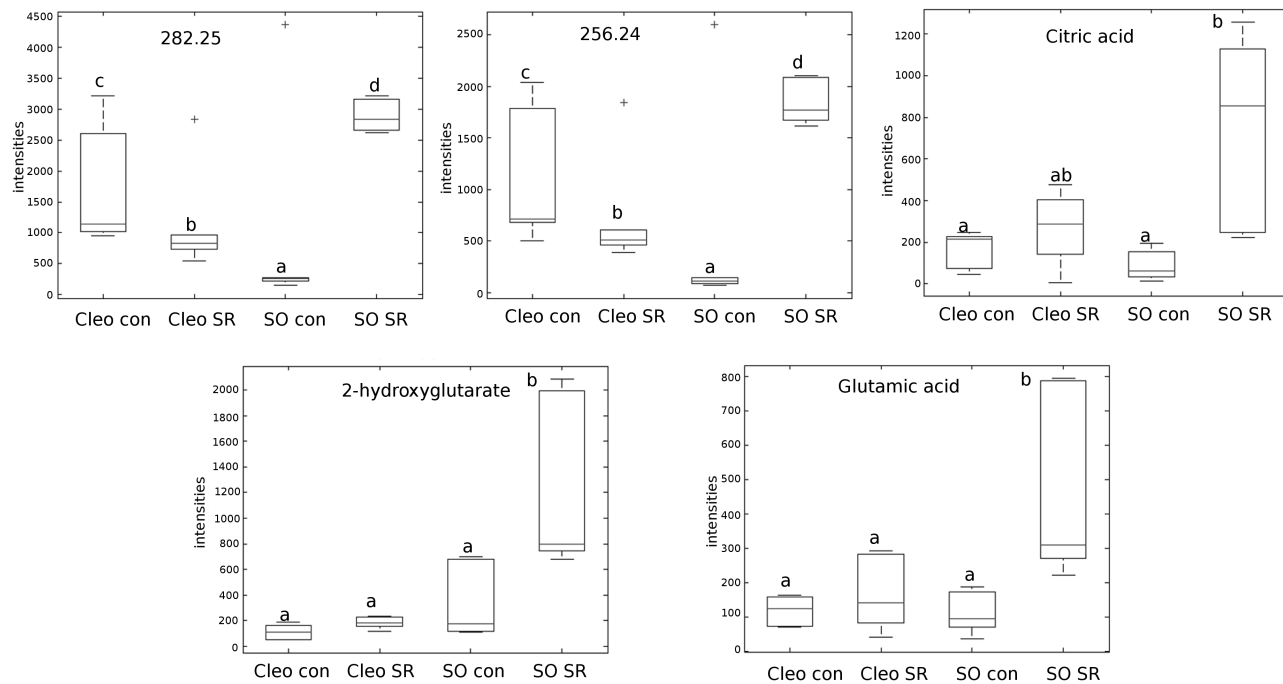 282.25
4500
4000
3500
3000
2500
2000
1500
1000
500
0
intensities
c
b
a
d
Cleo con Cleo SR SO con SO SR
256.24
2500
2000
1500
1000
500
0
intensities
c
b
a
d
Cleo con Cleo SR SO con SO SR
Citric acid
1200
1000
800
600
400
200
0
intensities
a
ab
a
b
Cleo con Cleo SR SO con SO SR
2-hydroxyglutarate
2000
1800
1600
1400
1200
1000
800
600
400
200
0
intensities
a
a
a
b
Cleo con Cleo SR SO con SO SR
Glutamic acid
800
700
600
500
400
300
200
100
0
intensities
a
a
a
b
Cleo con Cleo SR SO con SO SR